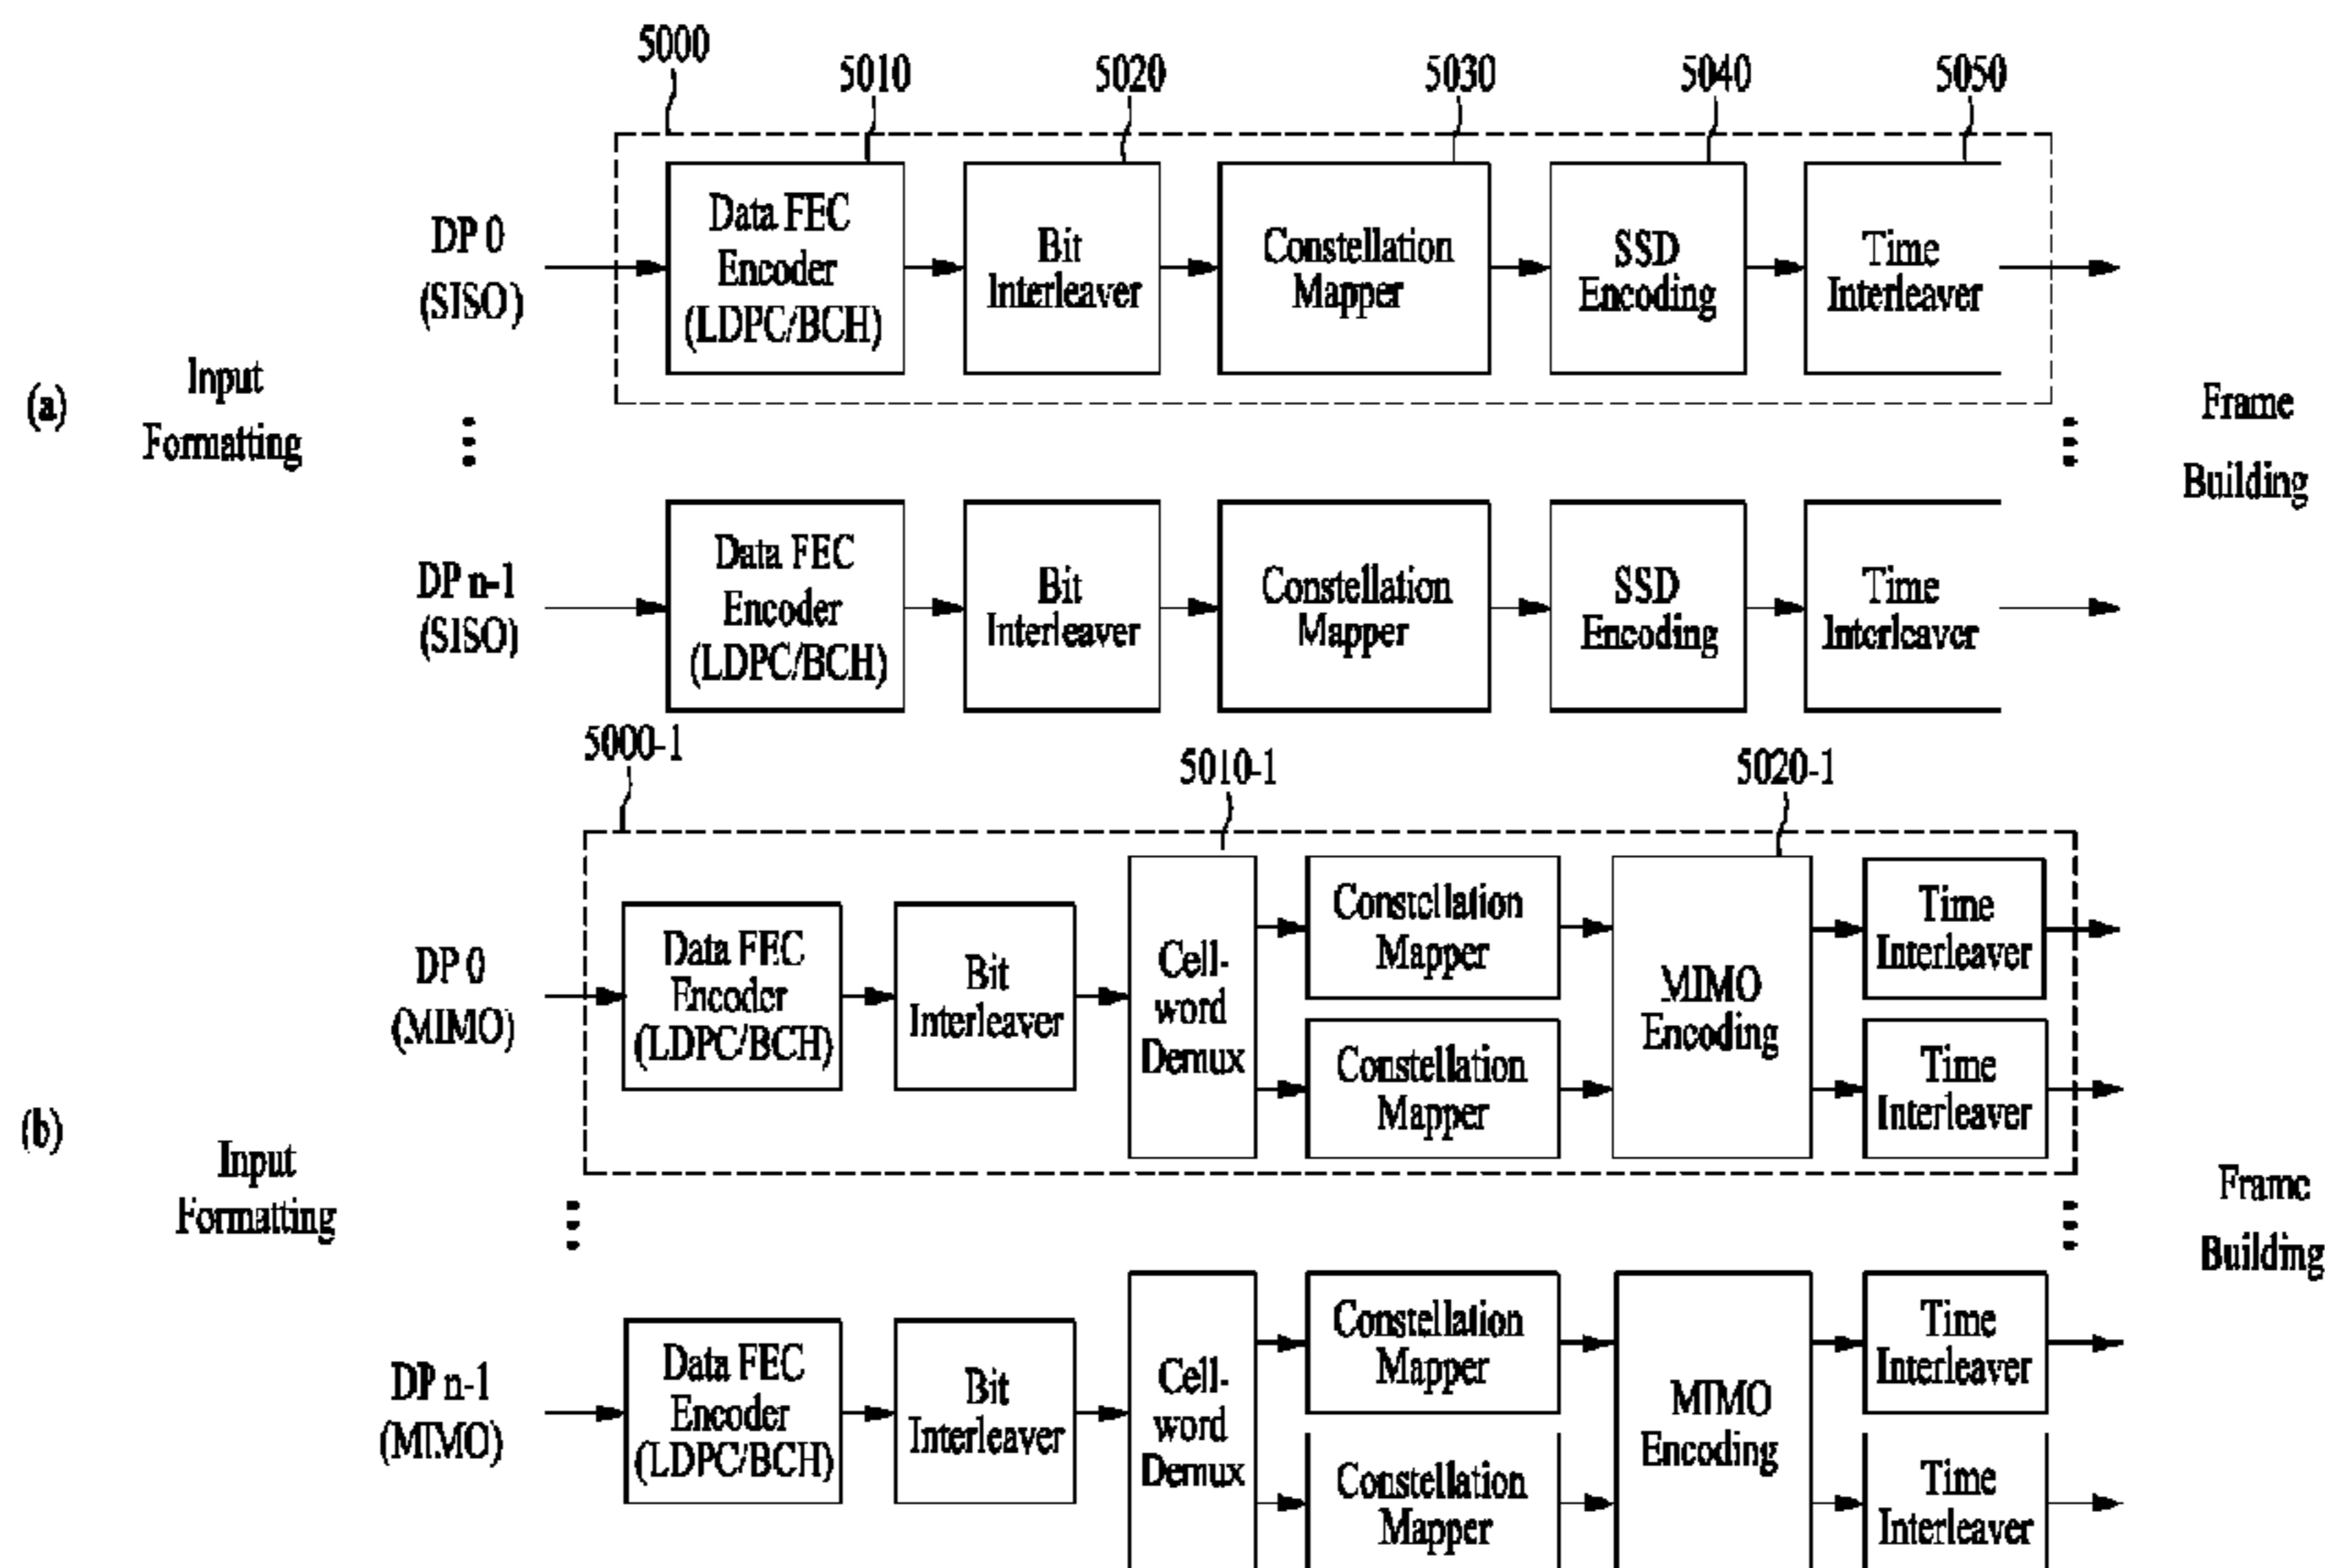 5000
5010
5020
5030
5040
5050
DP 0
(SISO)
Data FEC
Encoder
(LDPC/BCH)
Bit
Interleaver
Constellation
Mapper
SSD
Encoding
Time
Interleaver
(a)
Input
Formatting
Frame
Building
DP n-1
(SISO)
Data FEC
Encoder
(LDPC/BCH)
Bit
Interleaver
Constellation
Mapper
SSD
Encoding
Time
Interleaver
5000-1
5010-1
5020-1
DP 0
(MIMO)
Data FEC
Encoder
(LDPC/BCH)
Bit
Interleaver
Cell-
word
Demux
Constellation
Mapper
Constellation
Mapper
MIMO
Encoding
Time
Interleaver
Time
Interleaver
(b)
Input
Formatting
Frame
Building
DP n-1
(MIMO)
Data FEC
Encoder
(LDPC/BCH)
Bit
Interleaver
Cell-
word
Demux
Constellation
Mapper
Constellation
Mapper
MIMO
Encoding
Time
Interleaver
Time
Interleaver